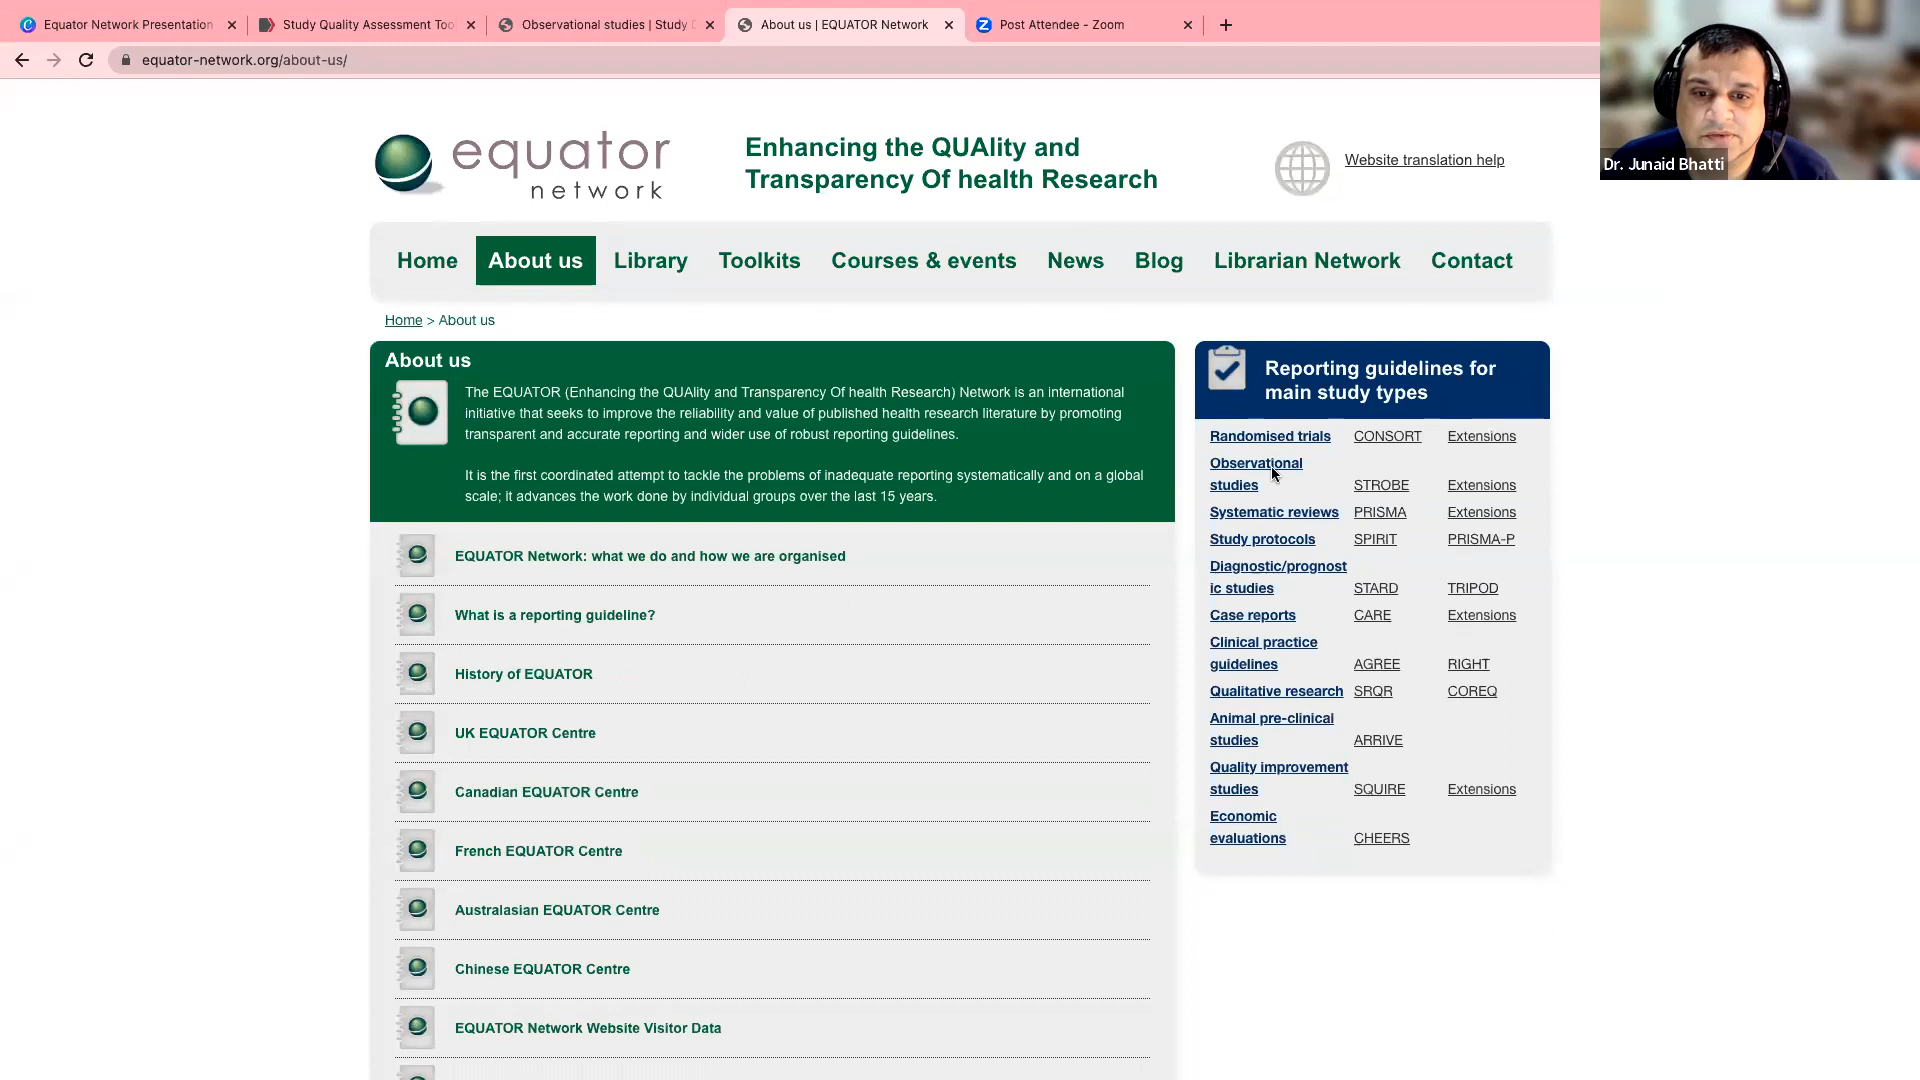 Equator Network Presentation
Study Quality Assessment Too
Observational studies | Study D
About us | EQUATOR Network
Post Attendee - Zoom
equator-network.org/about-us/
Dr. Junaid Bhatti
equator
network
Enhancing the QUAlity and
Transparency Of health Research
Website translation help
Home About us Library Toolkits Courses & events News Blog Librarian Network Contact
Home > About us
About us
The EQUATOR (Enhancing the QUAlity and Transparency Of health Research) Network is an international
initiative that seeks to improve the reliability and value of published health research literature by promoting
transparent and accurate reporting and wider use of robust reporting guidelines.
It is the first coordinated attempt to tackle the problems of inadequate reporting systematically and on a global
scale; it advances the work done by individual groups over the last 15 years.
EQUATOR Network: what we do and how we are organised
What is a reporting guideline?
History of EQUATOR
UK EQUATOR Centre
Canadian EQUATOR Centre
French EQUATOR Centre
Australasian EQUATOR Centre
Chinese EQUATOR Centre
EQUATOR Network Website Visitor Data
Reporting guidelines for
main study types
Randomised trials CONSORT Extensions
Observational
studies STROBE Extensions
Systematic reviews PRISMA Extensions
Study protocols SPIRIT PRISMA-P
Diagnostic/prognost
ic studies STARD TRIPOD
Case reports CARE Extensions
Clinical practice
guidelines AGREE RIGHT
Qualitative research SRQR COREQ
Animal pre-clinical
studies ARRIVE
Quality improvement
studies SQUIRE Extensions
Economic
evaluations CHEERS